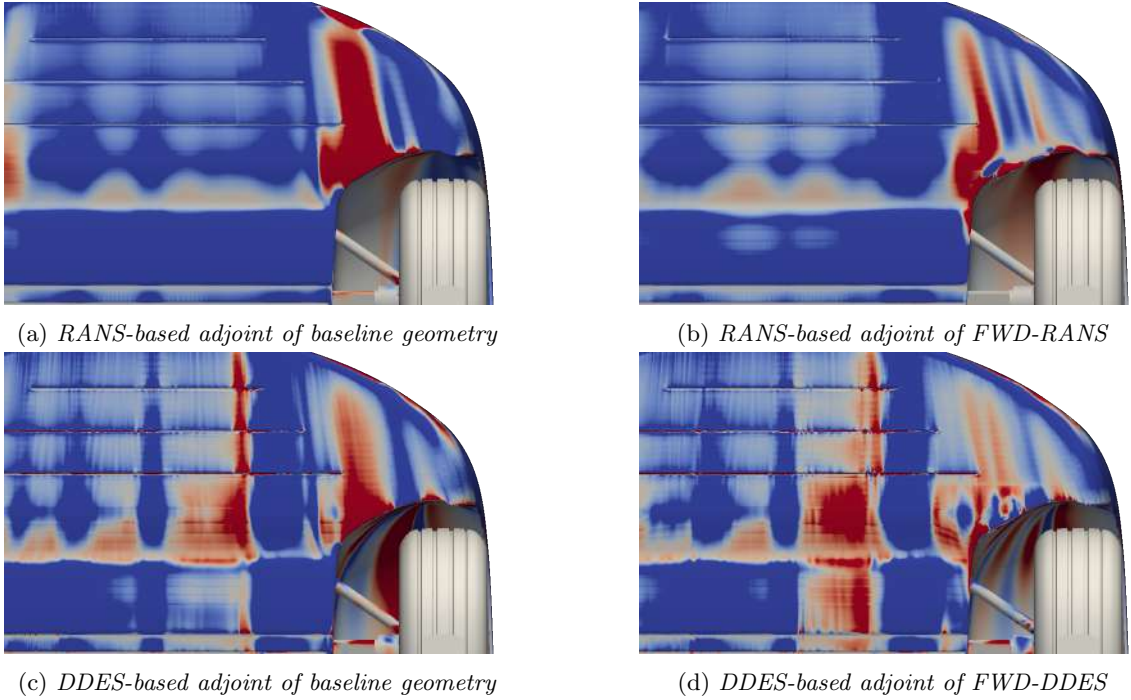 (a) RANS-based adjoint of baseline geometry
(b) RANS-based adjoint of FWD-RANS
(c) DDES-based adjoint of baseline geometry
(d) DDES-based adjoint of FWD-DDES